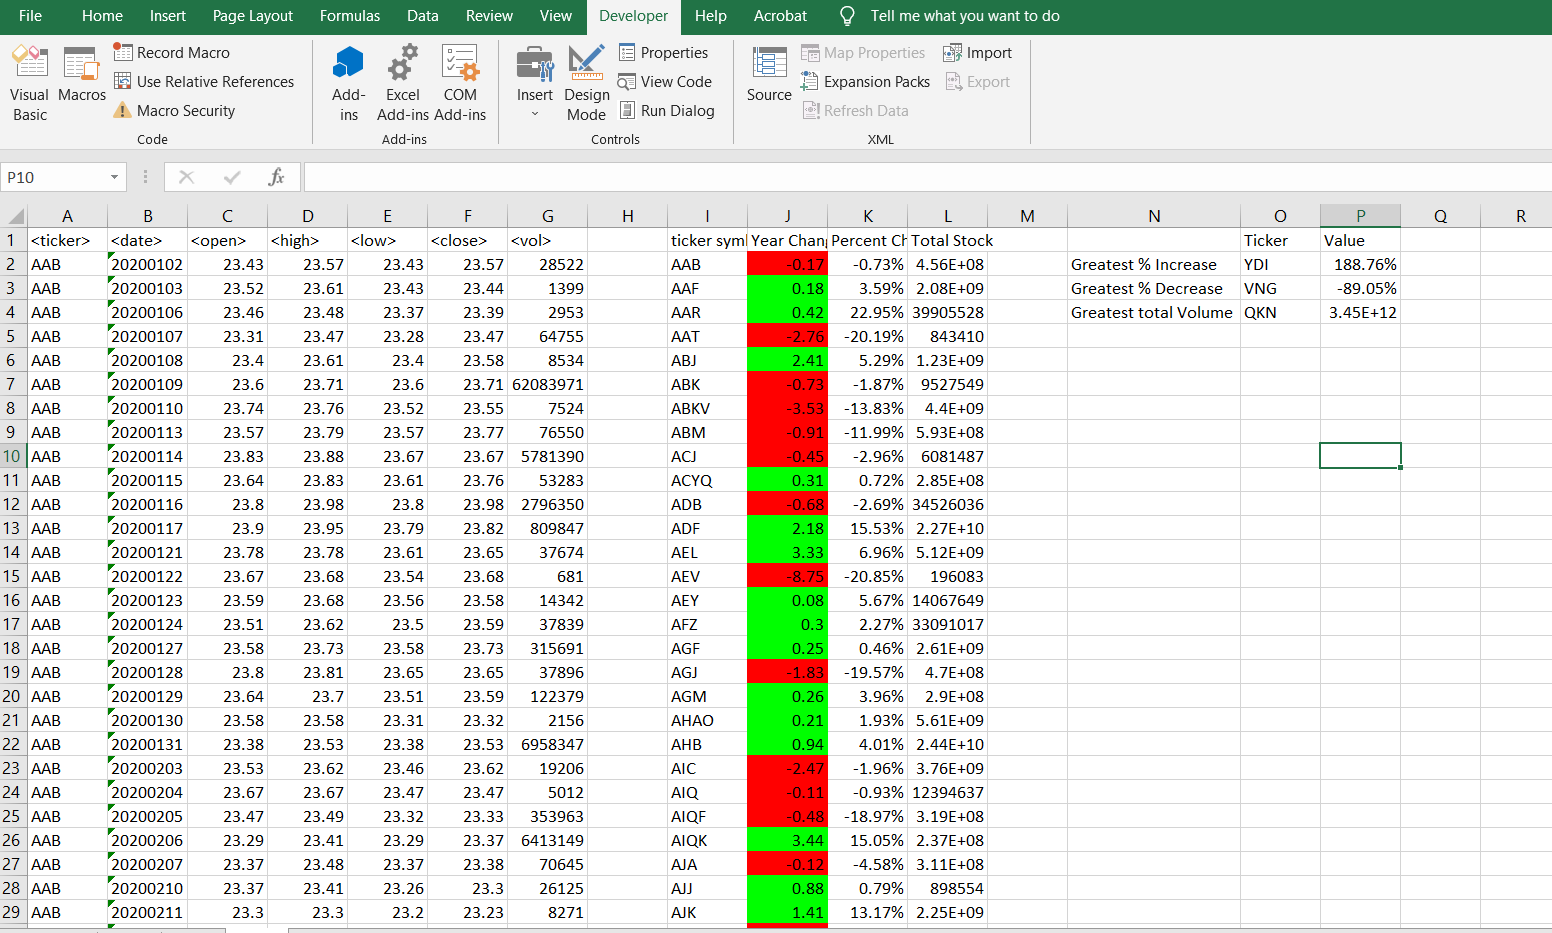 File Home Insert Page Layout Formulas Data Review View Developer Help Acrobat Tell me what you want to do
Visual Basic Macros Record Macro Use Relative References Macro Security Code
Add-ins Excel Add-ins COM Add-ins Add-ins
Insert Design Mode Properties View Code Run Dialog Controls
Source Map Properties Expansion Packs Refresh Data Import Export XML
P10 fx
A B C D E F G H I J K L M N O P Q R
1 <ticker> <date> <open> <high> <low> <close> <vol> ticker syml Year Chang Percent Ch Total Stock Ticker Value
2 AAB 20200102 23.43 23.57 23.43 23.57 28522 AAB -0.17 -0.73% 4.56E+08 Greatest % Increase YDI 188.76%
3 AAB 20200103 23.52 23.61 23.43 23.44 1399 AAF 0.18 3.59% 2.08E+09 Greatest % Decrease VNG -89.05%
4 AAB 20200106 23.46 23.48 23.37 23.39 2953 AAR 0.42 22.95% 39905528 Greatest total Volume QKN 3.45E+12
5 AAB 20200107 23.31 23.47 23.28 23.47 64755 AAT -2.76 -20.19% 843410
6 AAB 20200108 23.4 23.61 23.4 23.58 8534 ABJ 2.41 5.29% 1.23E+09
7 AAB 20200109 23.6 23.71 23.6 23.71 62083971 ABK -0.73 -1.87% 9527549
8 AAB 20200110 23.74 23.76 23.52 23.55 7524 ABKV -3.53 -13.83% 4.4E+09
9 AAB 20200113 23.57 23.79 23.57 23.77 76550 ABM -0.91 -11.99% 5.93E+08
10 AAB 20200114 23.83 23.88 23.67 23.67 5781390 ACJ -0.45 -2.96% 6081487
11 AAB 20200115 23.64 23.83 23.61 23.76 53283 ACYQ 0.31 0.72% 2.85E+08
12 AAB 20200116 23.8 23.98 23.8 23.98 2796350 ADB -0.68 -2.69% 34526036
13 AAB 20200117 23.9 23.95 23.79 23.82 809847 ADF 2.18 15.53% 2.27E+10
14 AAB 20200121 23.78 23.78 23.61 23.65 37674 AEL 3.33 6.96% 5.12E+09
15 AAB 20200122 23.67 23.68 23.54 23.68 681 AEV -8.75 -20.85% 196083
16 AAB 20200123 23.59 23.68 23.56 23.58 14342 AEY 0.08 5.67% 14067649
17 AAB 20200124 23.51 23.62 23.5 23.59 37839 AFZ 0.3 2.27% 33091017
18 AAB 20200127 23.58 23.73 23.58 23.73 315691 AGF 0.25 0.46% 2.61E+09
19 AAB 20200128 23.8 23.81 23.65 23.65 37896 AGJ -1.83 -19.57% 4.7E+08
20 AAB 20200129 23.64 23.7 23.51 23.59 122379 AGM 0.26 3.96% 2.9E+08
21 AAB 20200130 23.58 23.58 23.31 23.32 2156 AHAO 0.21 1.93% 5.61E+09
22 AAB 20200131 23.38 23.53 23.38 23.53 6958347 AHB 0.94 4.01% 2.44E+10
23 AAB 20200203 23.53 23.62 23.46 23.62 19206 AIC -2.47 -1.96% 3.76E+09
24 AAB 20200204 23.67 23.67 23.47 23.47 5012 AIQ -0.11 -0.93% 12394637
25 AAB 20200205 23.47 23.49 23.32 23.33 353963 AIQF -0.48 -18.97% 3.19E+08
26 AAB 20200206 23.29 23.41 23.29 23.37 6413149 AIQK 3.44 15.05% 2.37E+08
27 AAB 20200207 23.37 23.48 23.37 23.38 70645 AJA -0.12 -4.58% 3.11E+08
28 AAB 20200210 23.37 23.41 23.26 23.3 26125 AJJ 0.88 0.79% 898554
29 AAB 20200211 23.3 23.3 23.2 23.23 8271 AJK 1.41 13.17% 2.25E+09